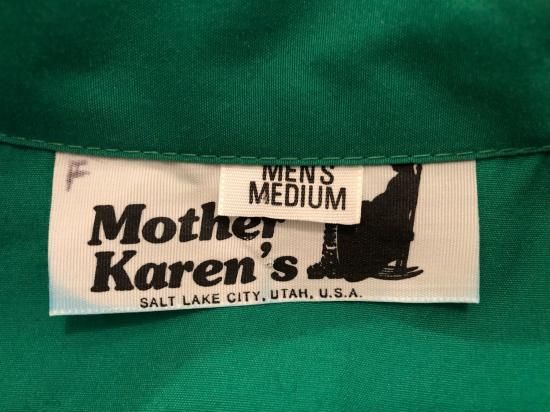 F
MEN'S
MEDIUM
Mother
Karen's
SALT LAKE CITY, UTAH, U.S.A.